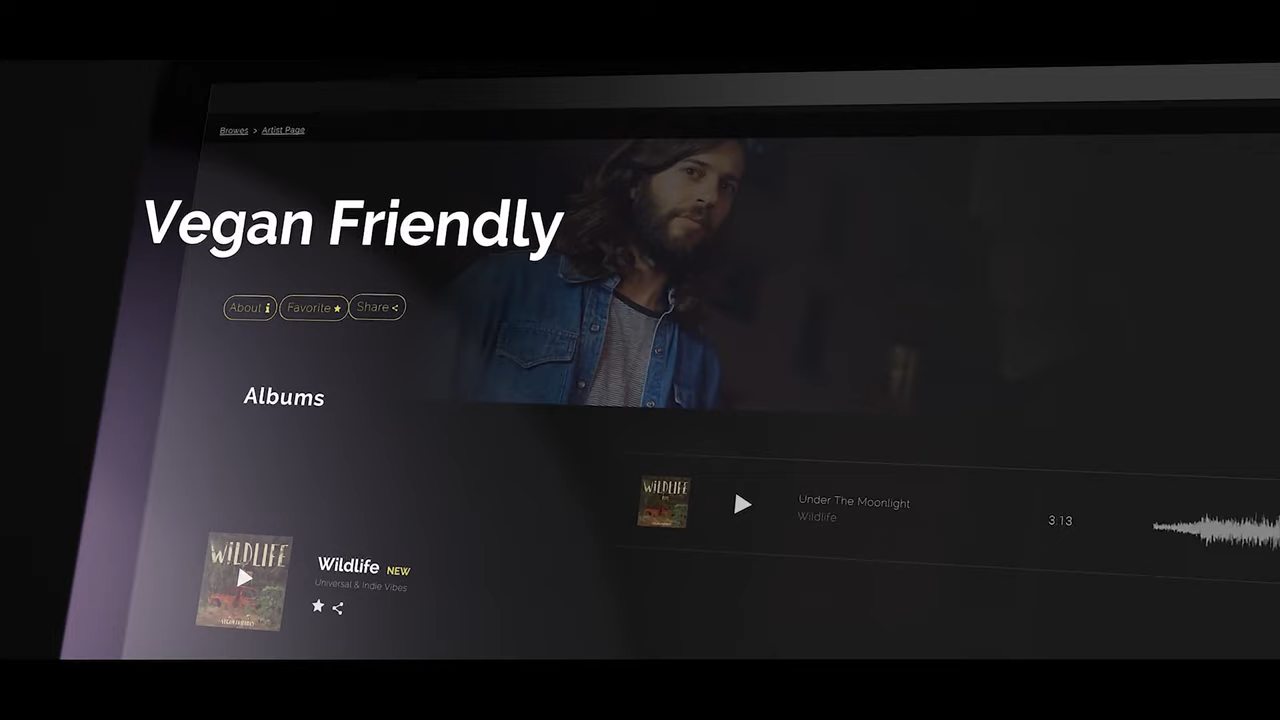 Browes > Artist Page
Vegan Friendly
About i Favorite Share
Albums
WILDLIFE
Under The Moonlight
Wildlife
3:13
WILDLIFE
Wildlife NEW
Universal & Indie Vibes